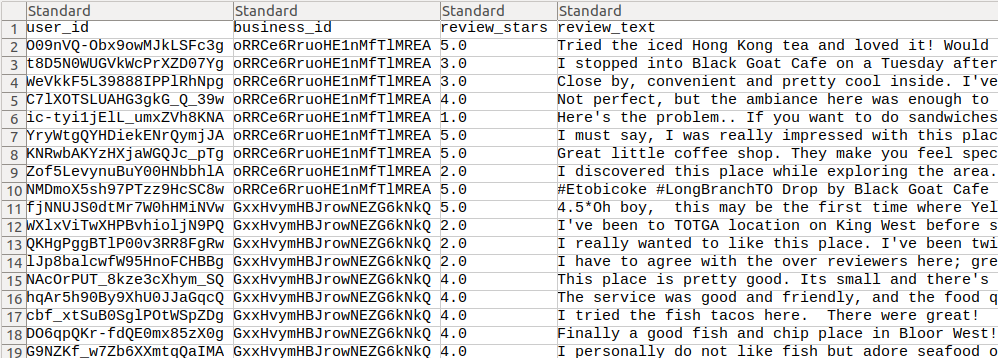 Standard Standard Standard Standard
1 user_id business_id review_stars review_text
2 O09nVQ-Obx9owMJkLSFc3g oRRCe6RruoHE1nMfTlMREA 5.0 Tried the iced Hong Kong tea and loved it! Would
3 t8D5N0WUGVkWcPrXZD07Yg oRRCe6RruoHE1nMfTlMREA 3.0 I stopped into Black Goat Cafe on a Tuesday after
4 WeVkkF5L39888IPPlRhNpg oRRCe6RruoHE1nMfTlMREA 3.0 Close by, convenient and pretty cool inside. I've
5 C7lXOTSLUAHG3gkG_Q_39w oRRCe6RruoHE1nMfTlMREA 4.0 Not perfect, but the ambiance here was enough to
6 ic-tyi1jElL_umxZVh8KNA oRRCe6RruoHE1nMfTlMREA 1.0 Here's the problem.. If you want to do sandwiches
7 YryWtgQYHDiekENrQymjJA oRRCe6RruoHE1nMfTlMREA 5.0 I must say, I was really impressed with this plac
8 KNRwbAKYzHXjaWGQJc_pTg oRRCe6RruoHE1nMfTlMREA 5.0 Great little coffee shop. They make you feel spec
9 Zof5LevynuBuY00HNbbhlA oRRCe6RruoHE1nMfTlMREA 2.0 I discovered this place while exploring the area.
10 NMDmoX5sh97PTzz9HcSC8w oRRCe6RruoHE1nMfTlMREA 5.0 #Etobicoke #LongBranchTO Drop by Black Goat Cafe
11 fjNNUJS0dtMr7W0hHMiNVw GxxHvymHBJrowNEZG6kNkQ 5.0 4.5*Oh boy, this may be the first time where Yel
12 WXlxViTwXHPBvhioljN9PQ GxxHvymHBJrowNEZG6kNkQ 2.0 I've been to TOTGA location on King West before s
13 QKHgPggBTlP00v3RR8FgRw GxxHvymHBJrowNEZG6kNkQ 2.0 I really wanted to like this place. I've been twi
14 lJp8balcwfW95HnoFCHBBg GxxHvymHBJrowNEZG6kNkQ 2.0 I have to agree with the over reviewers here; gre
15 NAcOrPUT_8kze3cXhym_SQ GxxHvymHBJrowNEZG6kNkQ 4.0 This place is pretty good. Its small and there's
16 hqAr5h90By9XhU0JJaGqcQ GxxHvymHBJrowNEZG6kNkQ 4.0 The service was good and friendly, and the food q
17 cbf_xtSuB0SglPOtWSpZDg GxxHvymHBJrowNEZG6kNkQ 4.0 I tried the fish tacos here. There were great!
18 DO6qpQKr-fdQE0mx85zX0g GxxHvymHBJrowNEZG6kNkQ 4.0 Finally a good fish and chip place in Bloor West!
19 G9NZKf_w7Zb6XXmtqQaIMA GxxHvymHBJrowNEZG6kNkQ 4.0 I personally do not like fish but adore seafood o